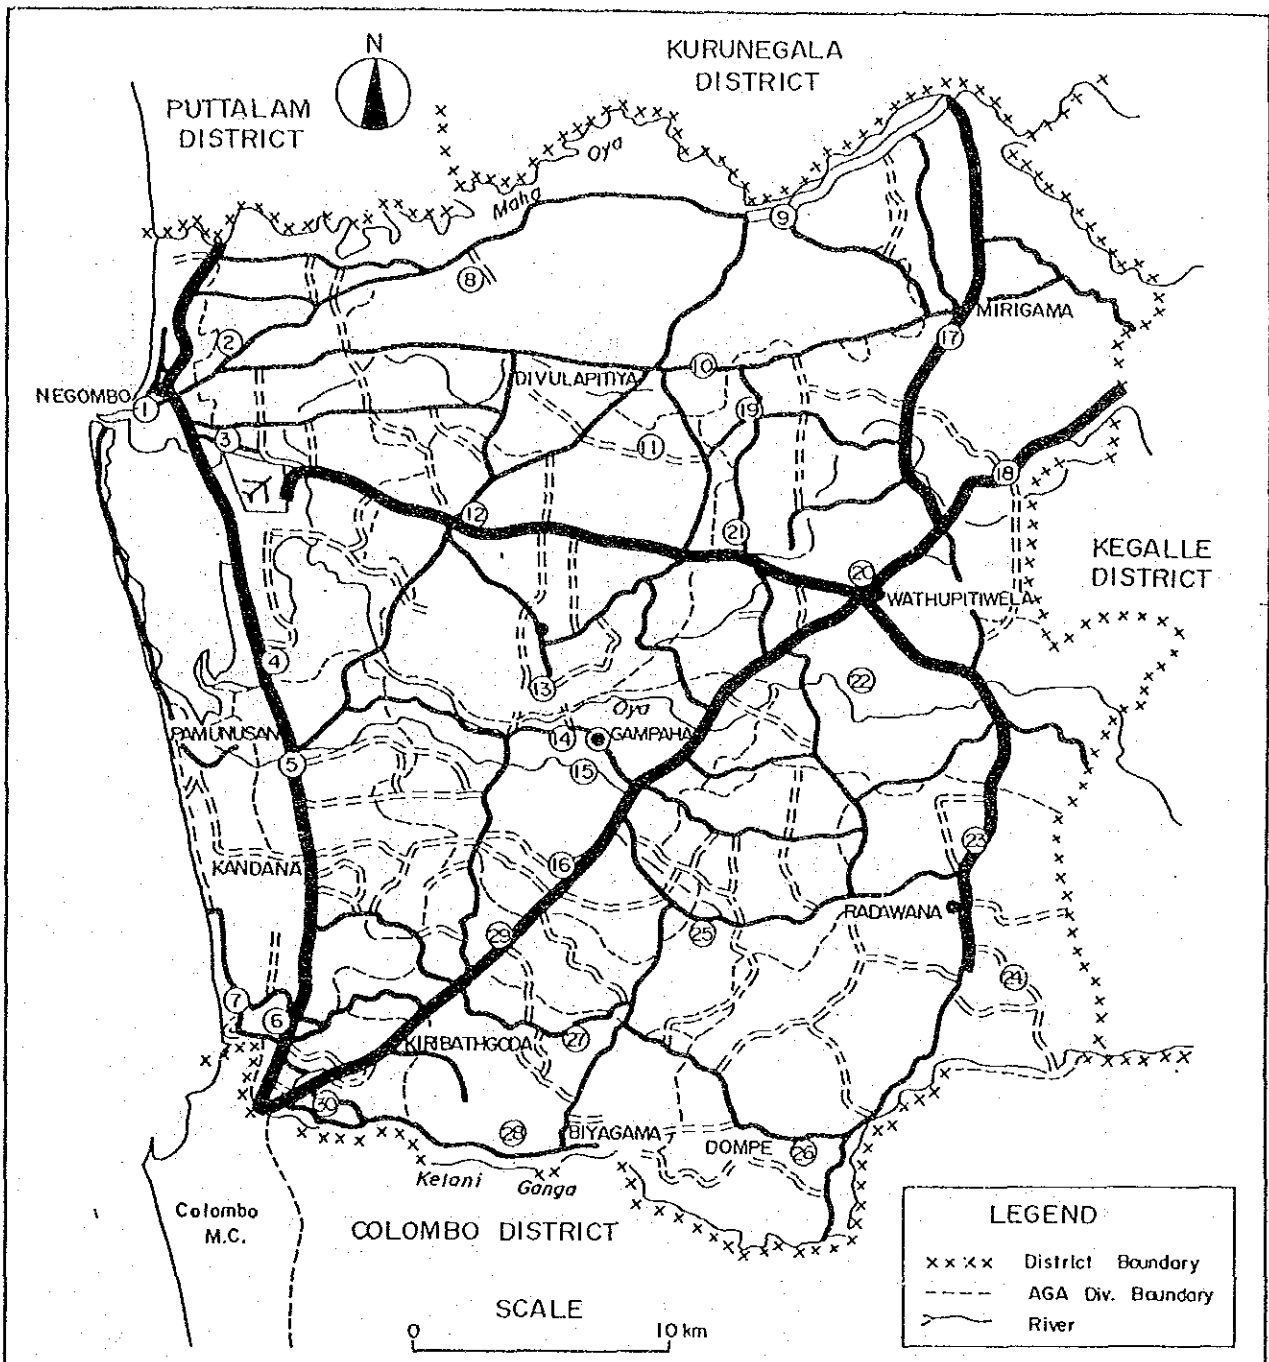 N
KURUNEGALA
DISTRICT
PUTTALAM
DISTRICT
Maha
Oya
9
8
MIRIGAMA
17
2
10
DIVULAPITIYA
NEGOMBO
1
19
3
11
18
12
21
KEGALLE
DISTRICT
20
WATHUPITIWELA
4
13
22
Oya
PAMUNUSAN
14
GAMPAHA
5
15
23
KANDANA
16
RADAWANA
29
25
24
7
6
KIRIBATHGODA
27
30
28
BIYAGAMA
DOMPE
26
Kelani
Ganga
Colombo
M.C.
COLOMBO DISTRICT
LEGEND
District Boundary
AGA Div. Boundary
River
SCALE
0
10 km